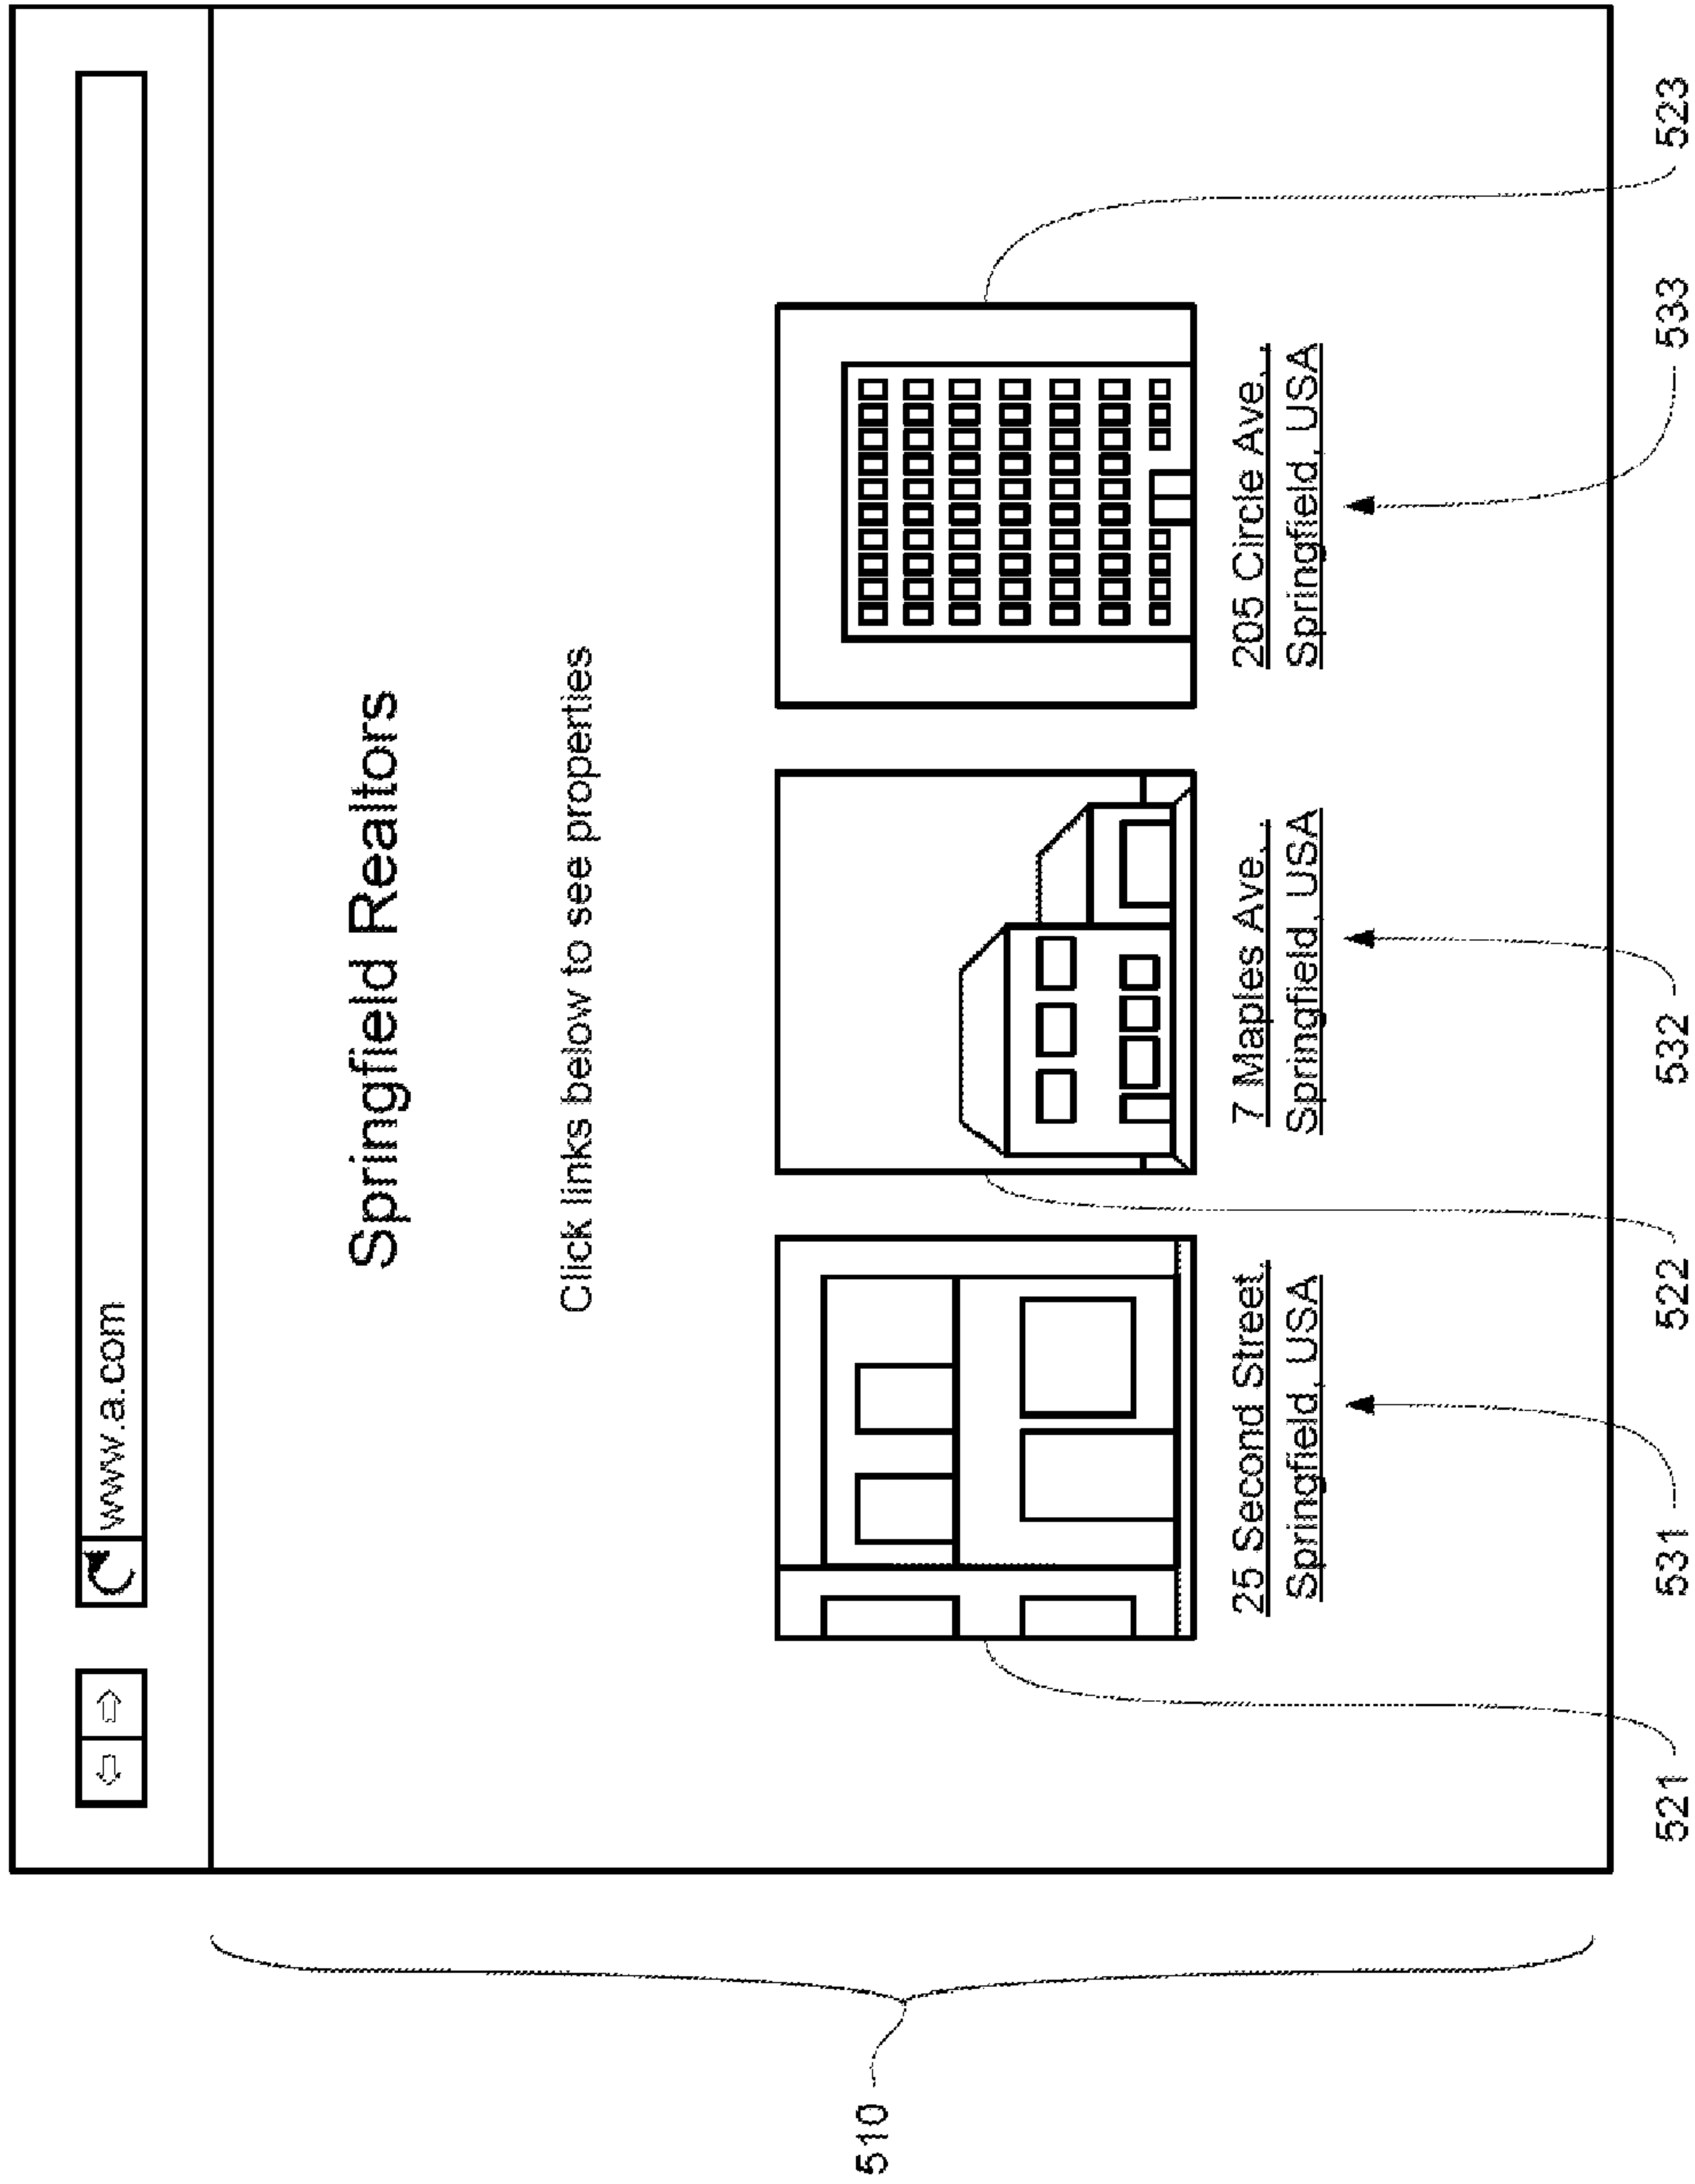 www.a.com
Springfield Realtors
Click links below to see properties
25 Second Street,
Springfield, USA
7 Maples Ave.,
Springfield, USA
205 Circle Ave.,
Springfield, USA
510
521
531
522
532
533
523